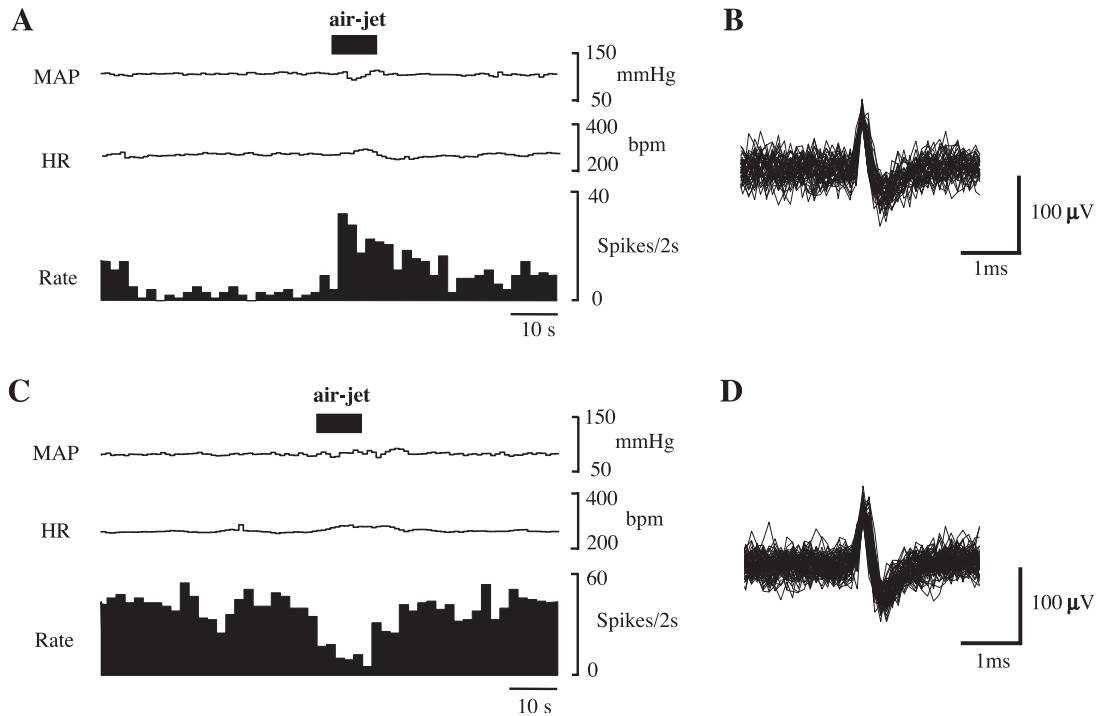 A
air-jet
MAP
150
mmHg
50
HR
400
bpm
200
Rate
40
Spikes/2s
0
10 s
B
100 μV
1ms
C
air-jet
MAP
150
mmHg
50
HR
400
bpm
200
Rate
60
Spikes/2s
0
10 s
D
100 μV
1ms